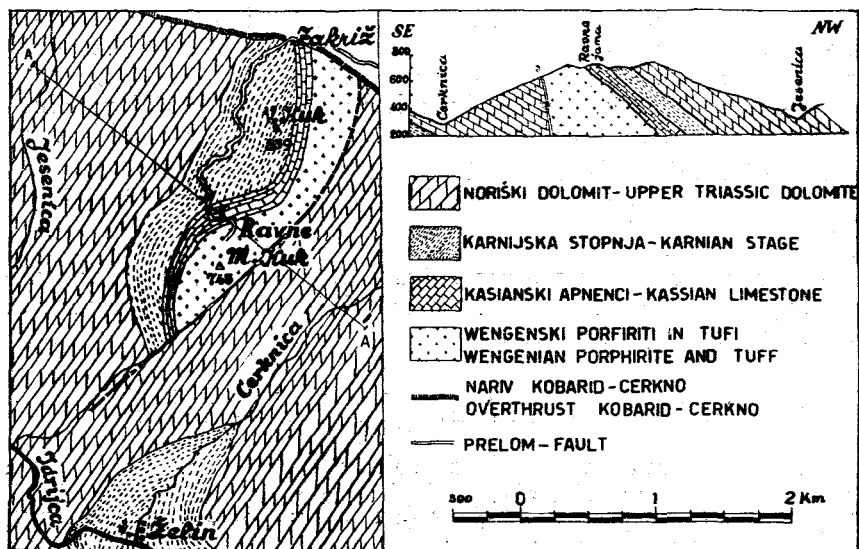 Žakriž
A
V. Kuk
Jesenica
Ravne
M. Kuk
Cerknica
A
Idrijca
Želin
SE
NW
800
600
400
200
Cerknica
?
Ravne
jama
Jesenica
NORIŠKI DOLOMIT-UPPER TRIASSIC DOLOMITE
KARNIJSKA STOPNJA-KARNIAN STAGE
KASIANSKI APNENCI-KASSIAN LIMESTONE
WENGENSKI PORFIRITI IN TUFI
WENGENIAN PORPHIRITE AND TUFF
NARIV KOBARID-CERKNO
OVERTHRUST KOBARID-CERKNO
PRELOM-FAULT
500 0 1 2 Km